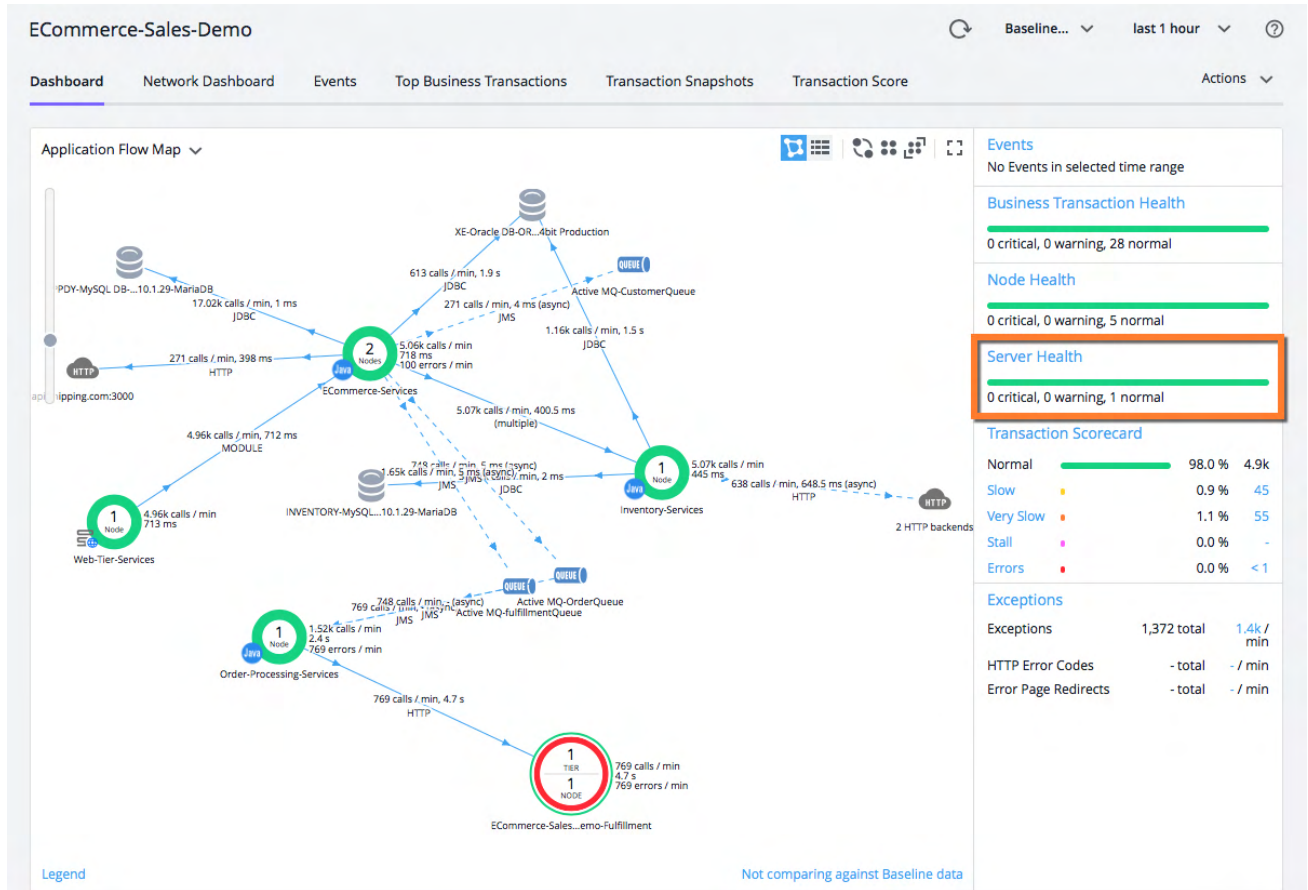 ECommerce-Sales-Demo
Baseline...
last 1 hour
Dashboard
Network Dashboard
Events
Top Business Transactions
Transaction Snapshots
Transaction Score
Actions
Application Flow Map
XE-Oracle DB-OR...4bit Production
PDY-MySQL DB-...10.1.29-MariaDB
613 calls / min, 1.9 s
JDBC
QUEUE
Active MQ-CustomerQueue
17.02k calls / min, 1 ms
JDBC
271 calls / min, 4 ms (async)
JMS
1.16k calls / min, 1.5 s
JDBC
HTTP
271 calls / min, 398 ms
HTTP
2
Nodes
Java
5.06k calls / min
718 ms
100 errors / min
ECommerce-Services
ipping.com:3000
5.07k calls / min, 400.5 ms
(multiple)
4.96k calls / min, 712 ms
MODULE
1.65k calls / min, 5 ms (async)
JMS
JMS
calls / min, 2 ms
JDBC
INVENTORY-MySQL...10.1.29-MariaDB
1
Node
Java
5.07k calls / min
445 ms
Inventory-Services
638 calls / min, 648.5 ms (async)
HTTP
HTTP
2 HTTP backends
1
Node
4.96k calls / min
713 ms
Web-Tier-Services
QUEUE
QUEUE
Active MQ-OrderQueue
Active MQ-fulfillmentQueue
748 calls / min, - (async)
JMS
769
JMS
1
Node
Java
1.52k calls / min
2.4 s
769 errors / min
Order-Processing-Services
769 calls / min, 4.7 s
HTTP
1
TIER
1
NODE
769 calls / min
4.7 s
769 errors / min
ECommerce-Sales...emo-Fulfillment
Legend
Not comparing against Baseline data
Events
No Events in selected time range
Business Transaction Health
0 critical, 0 warning, 28 normal
Node Health
0 critical, 0 warning, 5 normal
Server Health
0 critical, 0 warning, 1 normal
Transaction Scorecard
Normal 98.0 % 4.9k
Slow 0.9 % 45
Very Slow 1.1 % 55
Stall 0.0 % -
Errors 0.0 % < 1
Exceptions
Exceptions 1,372 total 1.4k / min
HTTP Error Codes - total - / min
Error Page Redirects - total - / min